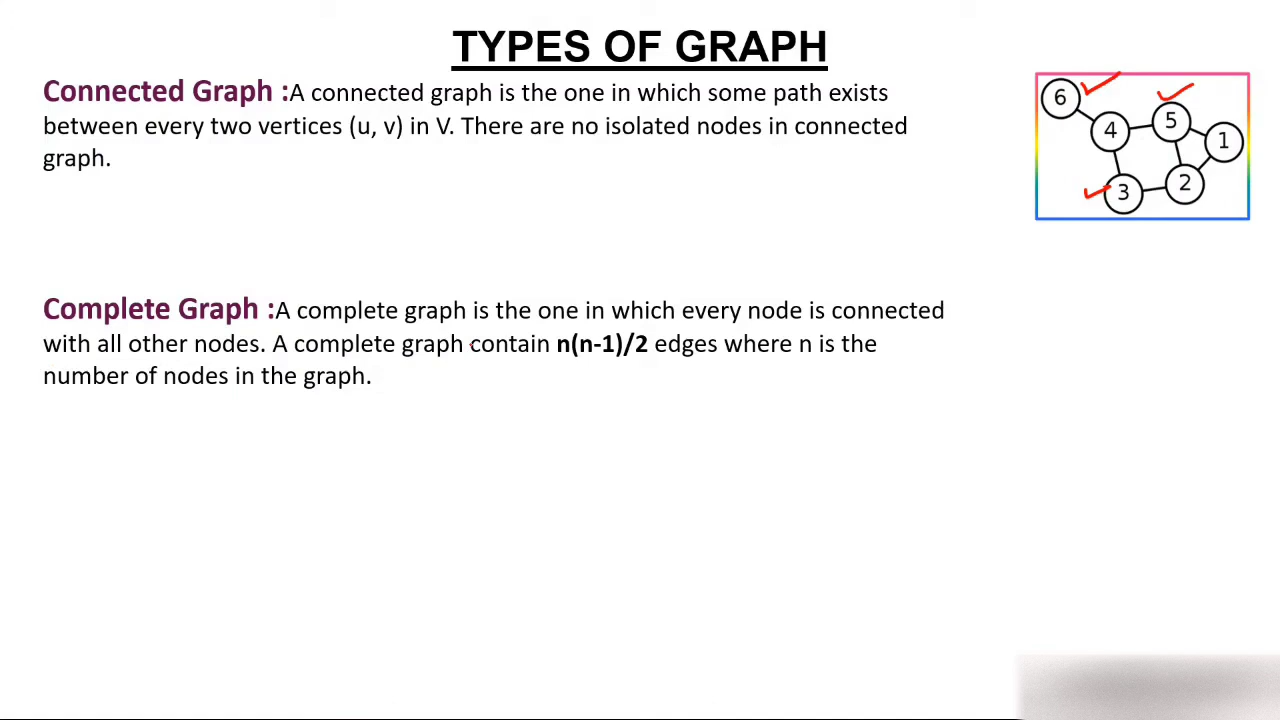 TYPES OF GRAPH
Connected Graph :A connected graph is the one in which some path exists
between every two vertices (u, v) in V. There are no isolated nodes in connected
graph.
6
5
4
1
3
2
Complete Graph :A complete graph is the one in which every node is connected
with all other nodes. A complete graph contain n(n-1)/2 edges where n is the
number of nodes in the graph.